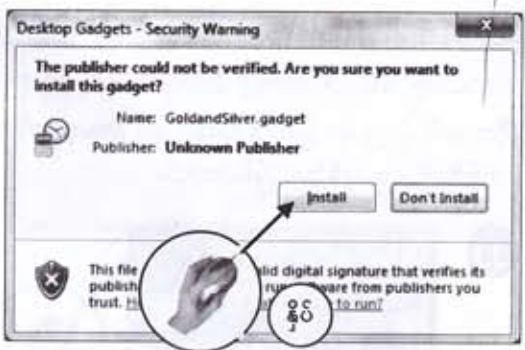 Desktop Gadgets - Security Warning
The publisher could not be verified. Are you sure you want to
install this gadget?
Name: GoldandSilver.gadget
Publisher: Unknown Publisher
Install
Don't Install
This file lid digital signature that verifies its
publish ware from publishers you
trust. to run?